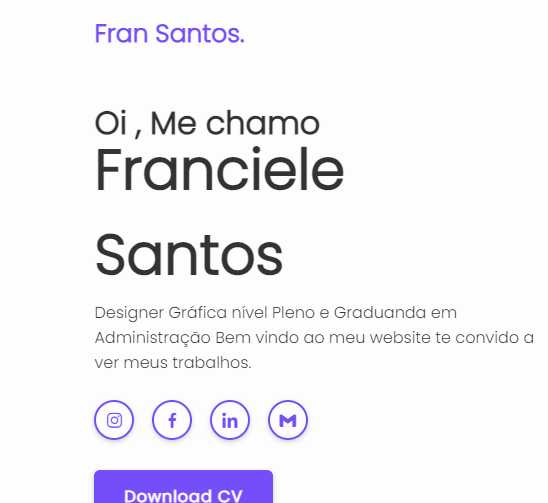 Fran Santos.
Oi , Me chamo
Franciele
Santos
Designer Gráfica nível Pleno e Graduanda em
Administração Bem vindo ao meu website te convido a
ver meus trabalhos.
Download CV